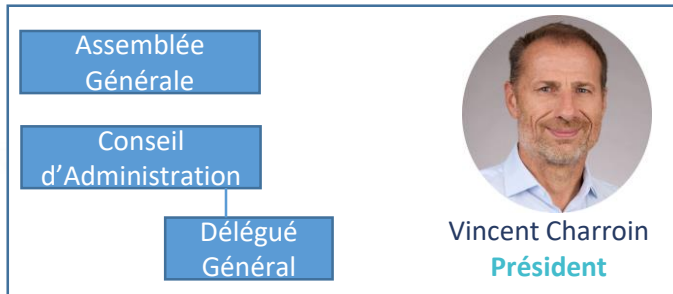 Assemblée
Générale
Conseil
d’Administration
Délégué
Général
Vincent Charroin
Président